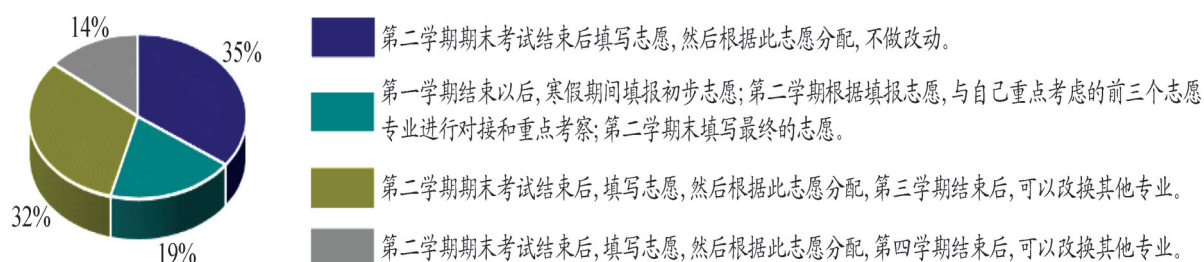 14%
35%
32%
19%
第二学期期末考试结束后填写志愿,然后根据此志愿分配,不做改动。
第一学期结束以后,寒假期间填报初步志愿;第二学期根据填报志愿,与自己重点考虑的前三个志愿
专业进行对接和重点考察;第二学期末填写最终的志愿。
第二学期期末考试结束后,填写志愿,然后根据此志愿分配,第三学期结束后,可以改换其他专业。
第二学期期末考试结束后,填写志愿,然后根据此志愿分配,第四学期结束后,可以改换其他专业。